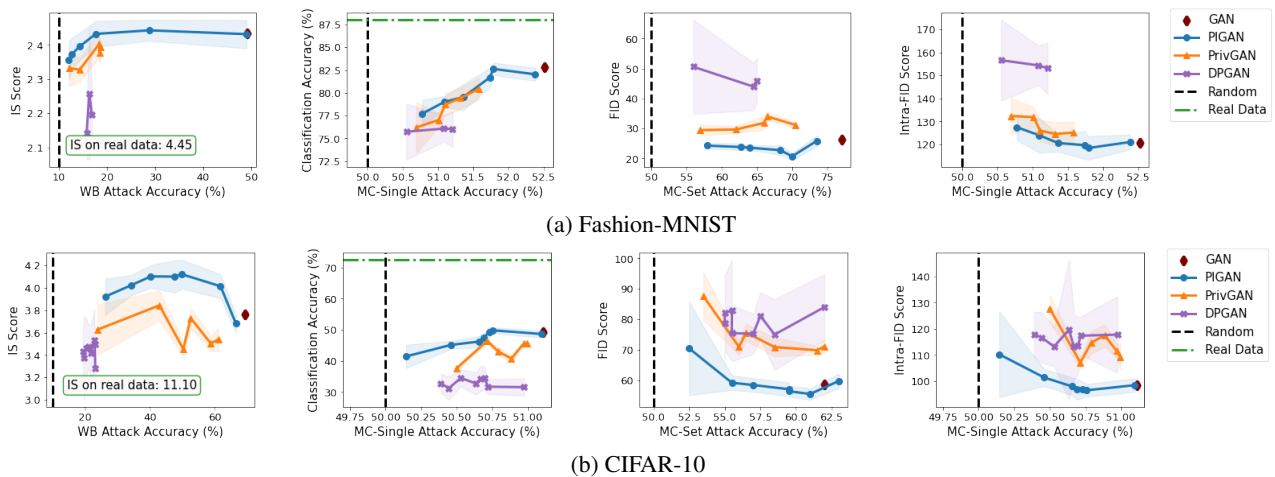 IS Score
2.4
2.3
2.2
2.1
IS on real data: 4.45
10 20 30 40 50
WB Attack Accuracy (%)
Classification Accuracy (%)
87.5
85.0
82.5
80.0
77.5
75.0
72.5
50.0 50.5 51.0 51.5 52.0 52.5
MC-Single Attack Accuracy (%)
FID Score
60
50
40
30
20
50 55 60 65 70 75
MC-Set Attack Accuracy (%)
Intra-FID Score
170
160
150
140
130
120
50.0 50.5 51.0 51.5 52.0 52.5
MC-Single Attack Accuracy (%)
GAN
PIGAN
PrivGAN
DPGAN
Random
Real Data
(a) Fashion-MNIST
IS Score
4.2
4.0
3.8
3.6
3.4
3.2
3.0
IS on real data: 11.10
20 40 60
WB Attack Accuracy (%)
Classification Accuracy (%)
70
60
50
40
30
49.75 50.00 50.25 50.50 50.75 51.00
MC-Single Attack Accuracy (%)
FID Score
100
90
80
70
60
50.0 52.5 55.0 57.5 60.0 62.5
MC-Set Attack Accuracy (%)
Intra-FID Score
140
130
120
110
100
49.75 50.00 50.25 50.50 50.75 51.00
MC-Single Attack Accuracy (%)
GAN
PIGAN
PrivGAN
DPGAN
Random
Real Data
(b) CIFAR-10